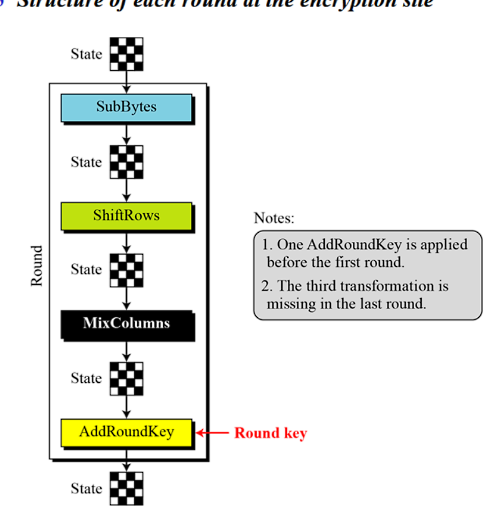 Structure of each round at the encryption site
State
SubBytes
State
ShiftRows
State
MixColumns
State
AddRoundKey
Round key
State
Round
Notes:
1. One AddRoundKey is applied
before the first round.
2. The third transformation is
missing in the last round.